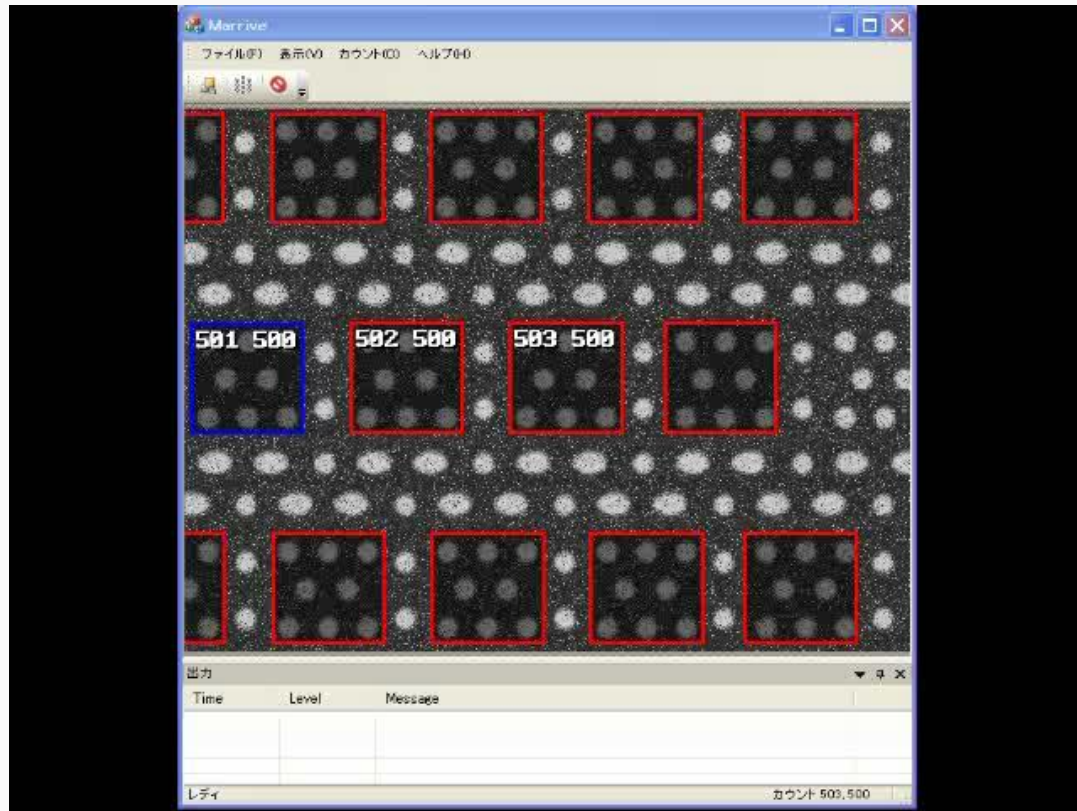 Marrive
ファイル(F) 表示(V) カウント(C) ヘルプ(H)
501 500 502 500 503 500
出力
Time Level Message
レディ カウント 503,500